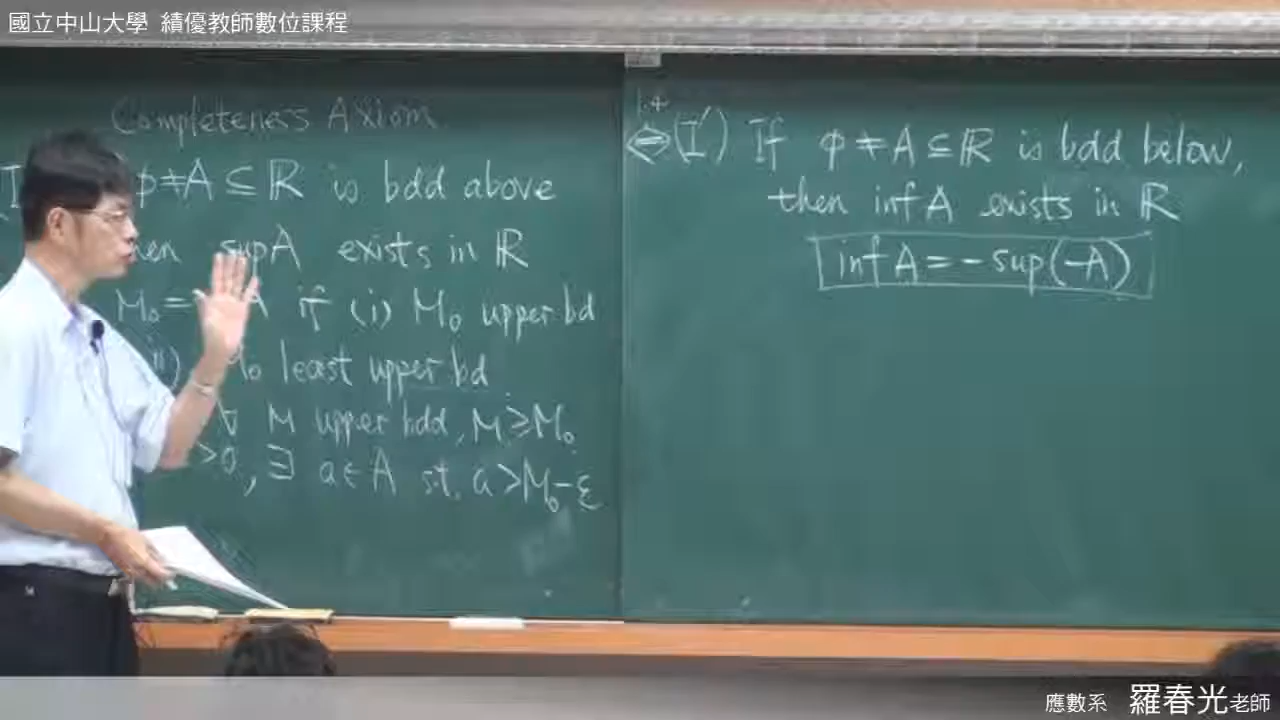 國立中山大學 績優教師數位課程
Completeness Axiom
φ≠A ⊆ ℝ is bdd above
sup A exists in ℝ
M₀= A if (i) M₀ upper bd
M₀ least upper bd
∀ M upper bdd, M ≥ M₀
>0, ∃ a∈A st. a > M₀-ε
⇔ (I') If φ≠A ⊆ ℝ is bdd below,
then inf A exists in ℝ
inf A = - sup(-A)
應數系 羅春光老師